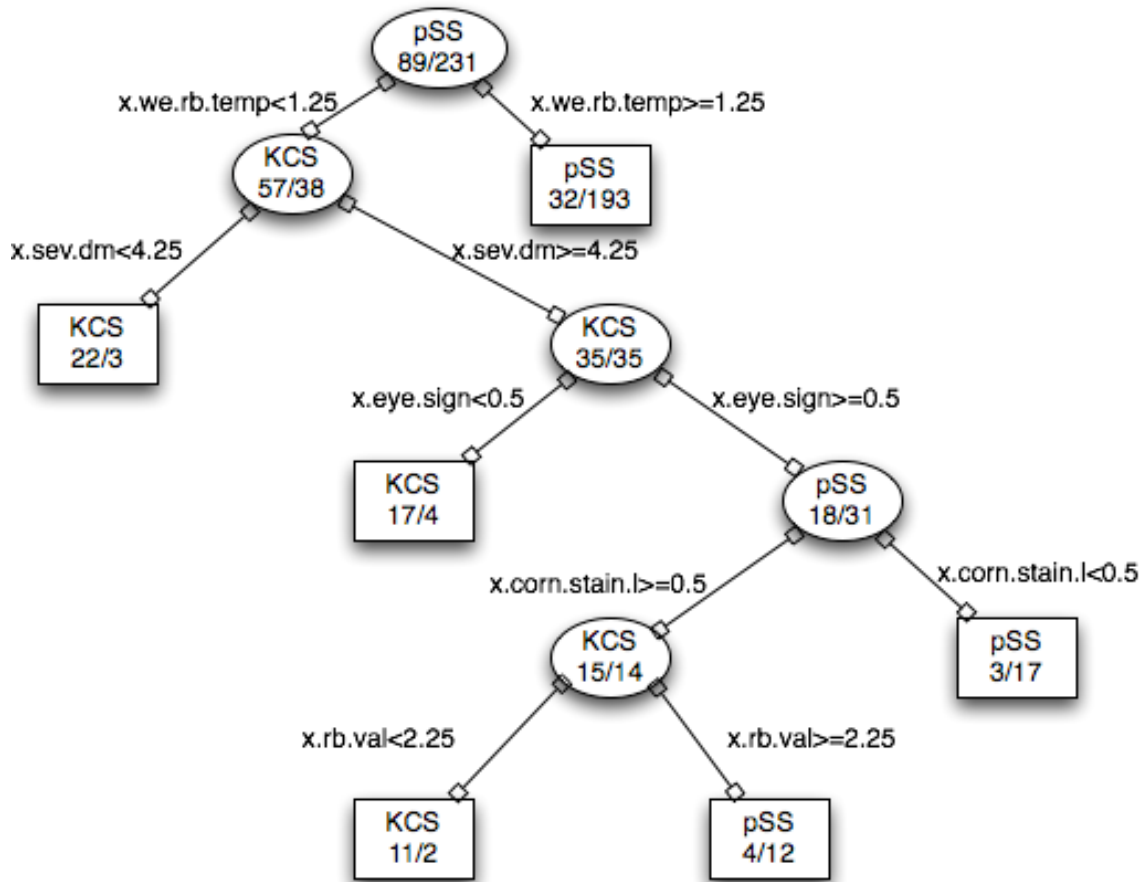 pSS
89/231
x.we.rb.temp<1.25
x.we.rb.temp>=1.25
KCS
57/38
pSS
32/193
x.sev.dm<4.25
x.sev.dm>=4.25
KCS
22/3
KCS
35/35
x.eye.sign<0.5
x.eye.sign>=0.5
KCS
17/4
pSS
18/31
x.corn.stain.l>=0.5
x.corn.stain.l<0.5
KCS
15/14
pSS
3/17
x.rb.val<2.25
x.rb.val>=2.25
KCS
11/2
pSS
4/12